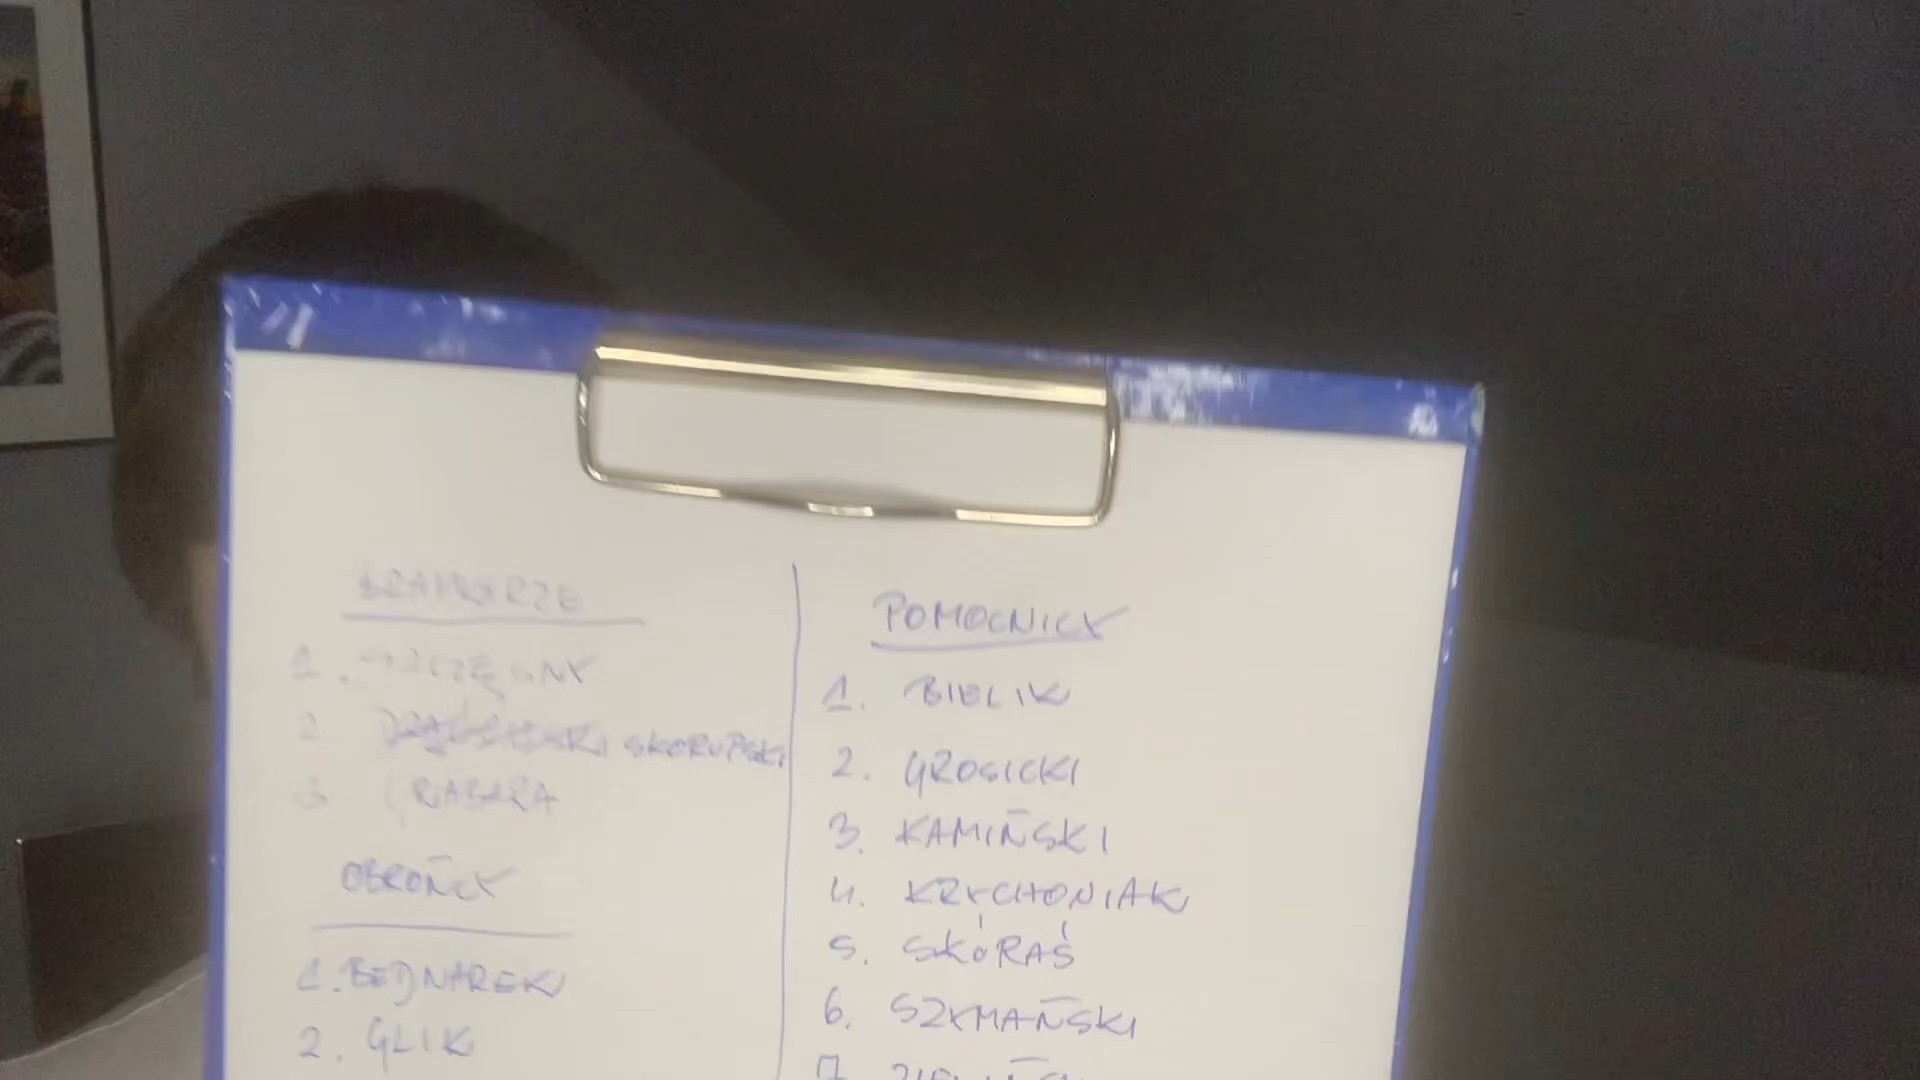 BRAMKARZE
1. SZCZĘSNY
2. SKORUPSKI
3. GRABARA
OBROŃCY
1. BEDNAREK
2. GLIK
POMOCNICY
1. BIELIK
2. GROSICKI
3. KAMIŃSKI
4. KRYCHOWIAK
5. SKÓRAŚ
6. SZYMAŃSKI
7.